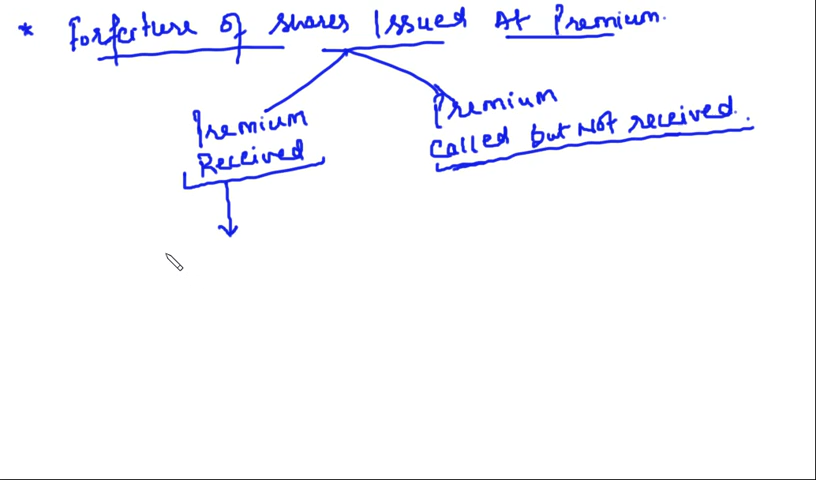 * Forfeiture of shares Issued At Premium.
Premium
Received
Premium
Called but Not received.